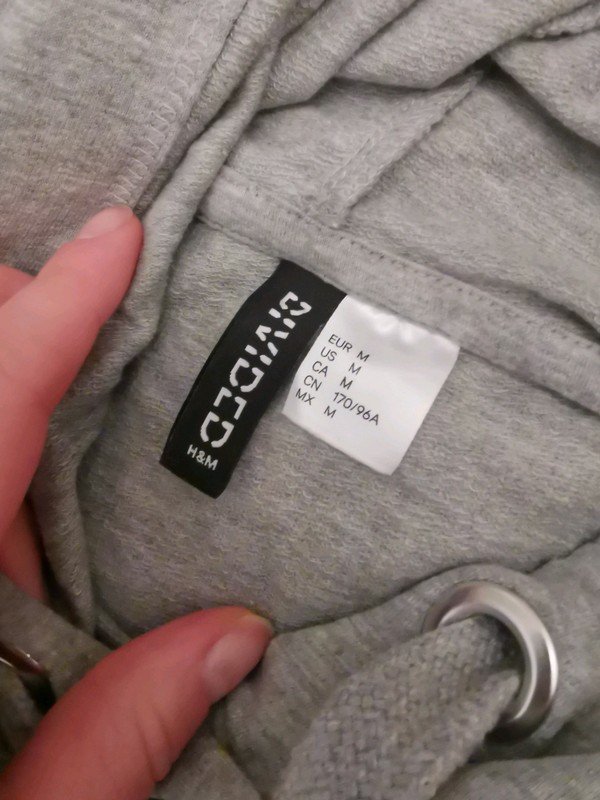 DIVIDED
H&M
EUR M
US M
CA M
CN 170/96A
MX M